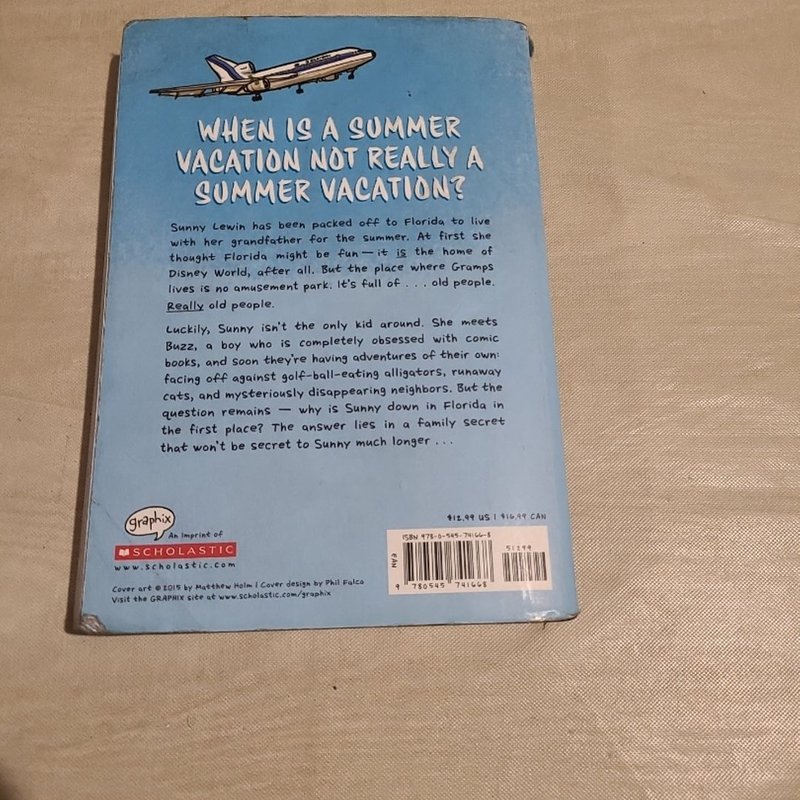 WHEN IS A SUMMER
VACATION NOT REALLY A
SUMMER VACATION?
Sunny Lewin has been packed off to Florida to live
with her grandfather for the summer. At first she
thought Florida might be fun — it is the home of
Disney World, after all. But the place where Gramps
lives is no amusement park. It's full of . . . old people.
Really old people.
Luckily, Sunny isn't the only kid around. She meets
Buzz, a boy who is completely obsessed with comic
books, and soon they're having adventures of their own:
facing off against golf-ball-eating alligators, runaway
cats, and mysteriously disappearing neighbors. But the
question remains — why is Sunny down in Florida in
the first place? The answer lies in a family secret
that won't be secret to Sunny much longer . . .
graphix
An Imprint of
SCHOLASTIC
www.scholastic.com
Cover art © 2015 by Matthew Holm | Cover design by Phil Falco
Visit the GRAPHIX site at www.scholastic.com/graphix
$12.99 US | $16.99 CAN
ISBN 978-0-545-74166-8
51299
EAN
9 780545 741668